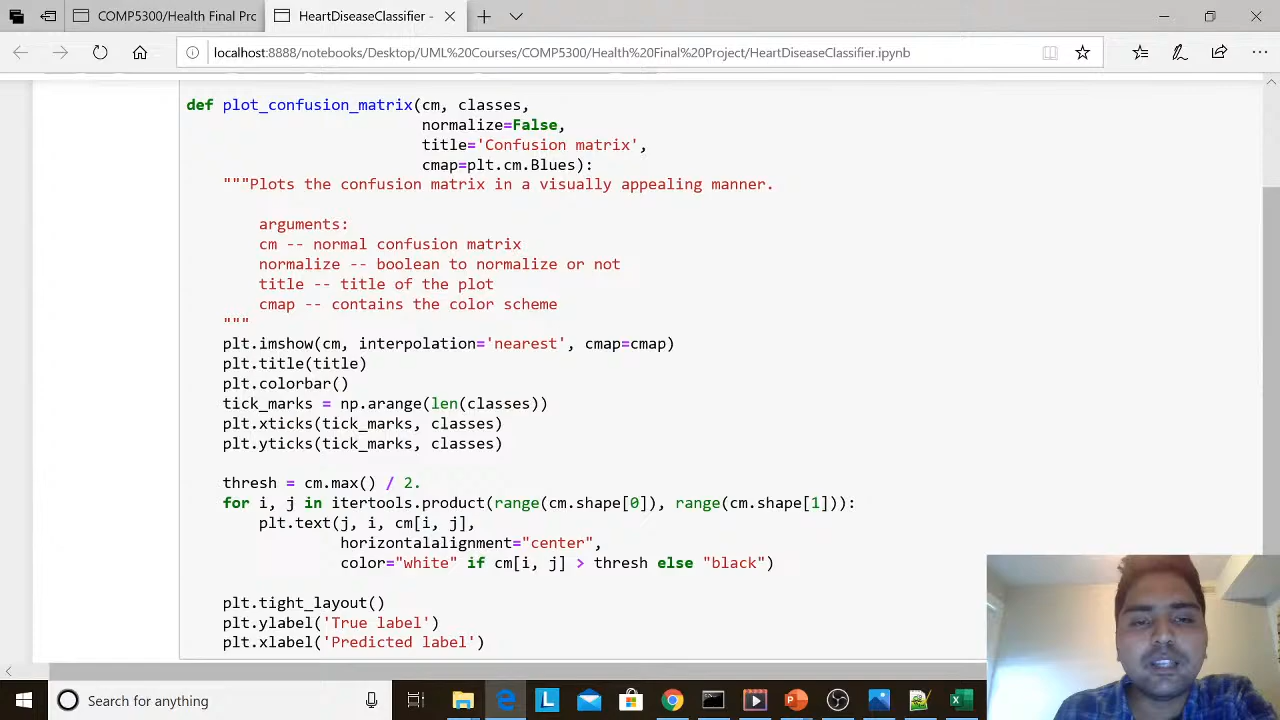 COMP5300/Health Final Prc
HeartDiseaseClassifier -
localhost:8888/notebooks/Desktop/UML%20Courses/COMP5300/Health%20Final%20Project/HeartDiseaseClassifier.ipynb
def plot_confusion_matrix(cm, classes,
normalize=False,
title='Confusion matrix',
cmap=plt.cm.Blues):
"""Plots the confusion matrix in a visually appealing manner.
arguments:
cm -- normal confusion matrix
normalize -- boolean to normalize or not
title -- title of the plot
cmap -- contains the color scheme
"""
plt.imshow(cm, interpolation='nearest', cmap=cmap)
plt.title(title)
plt.colorbar()
tick_marks = np.arange(len(classes))
plt.xticks(tick_marks, classes)
plt.yticks(tick_marks, classes)
thresh = cm.max() / 2.
for i, j in itertools.product(range(cm.shape[0]), range(cm.shape[1])):
plt.text(j, i, cm[i, j],
horizontalalignment="center",
color="white" if cm[i, j] > thresh else "black")
plt.tight_layout()
plt.ylabel('True label')
plt.xlabel('Predicted label')
Search for anything